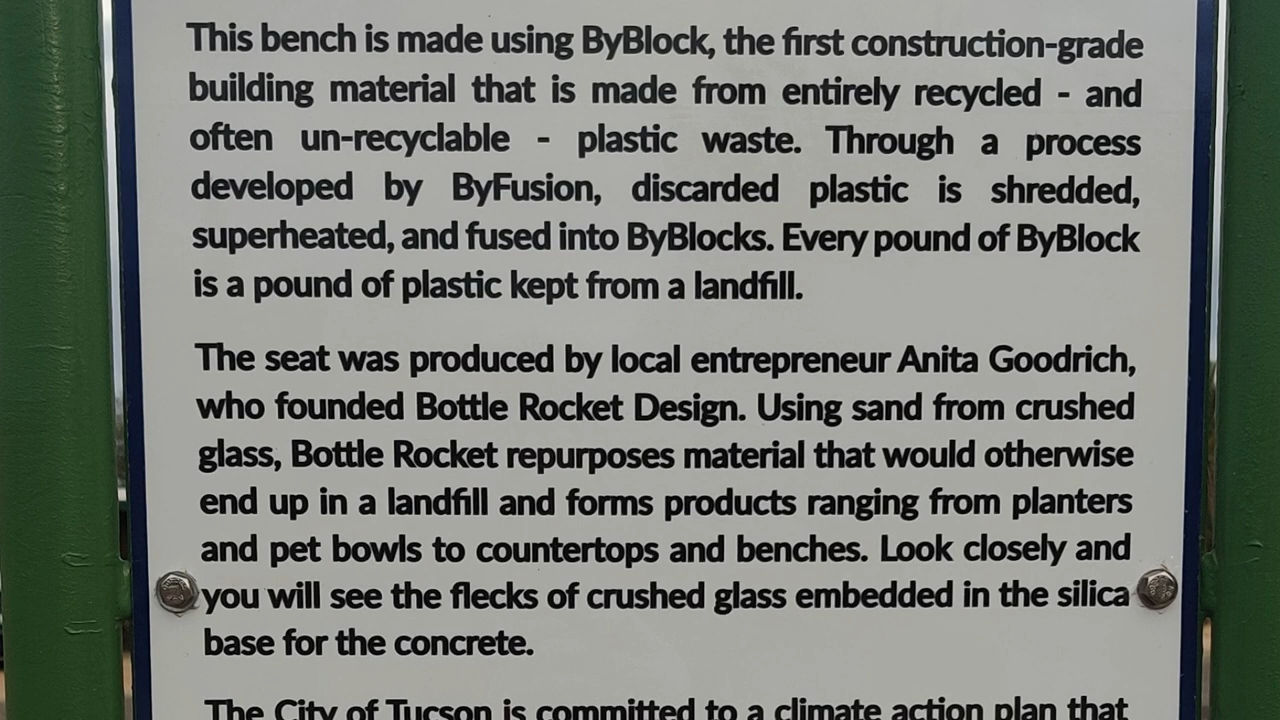 This bench is made using ByBlock, the first construction-grade
building material that is made from entirely recycled - and
often un-recyclable - plastic waste. Through a process
developed by ByFusion, discarded plastic is shredded,
superheated, and fused into ByBlocks. Every pound of ByBlock
is a pound of plastic kept from a landfill.
The seat was produced by local entrepreneur Anita Goodrich,
who founded Bottle Rocket Design. Using sand from crushed
glass, Bottle Rocket repurposes material that would otherwise
end up in a landfill and forms products ranging from planters
and pet bowls to countertops and benches. Look closely and
you will see the flecks of crushed glass embedded in the silica
base for the concrete.
The City of Tucson is committed to a climate action plan that